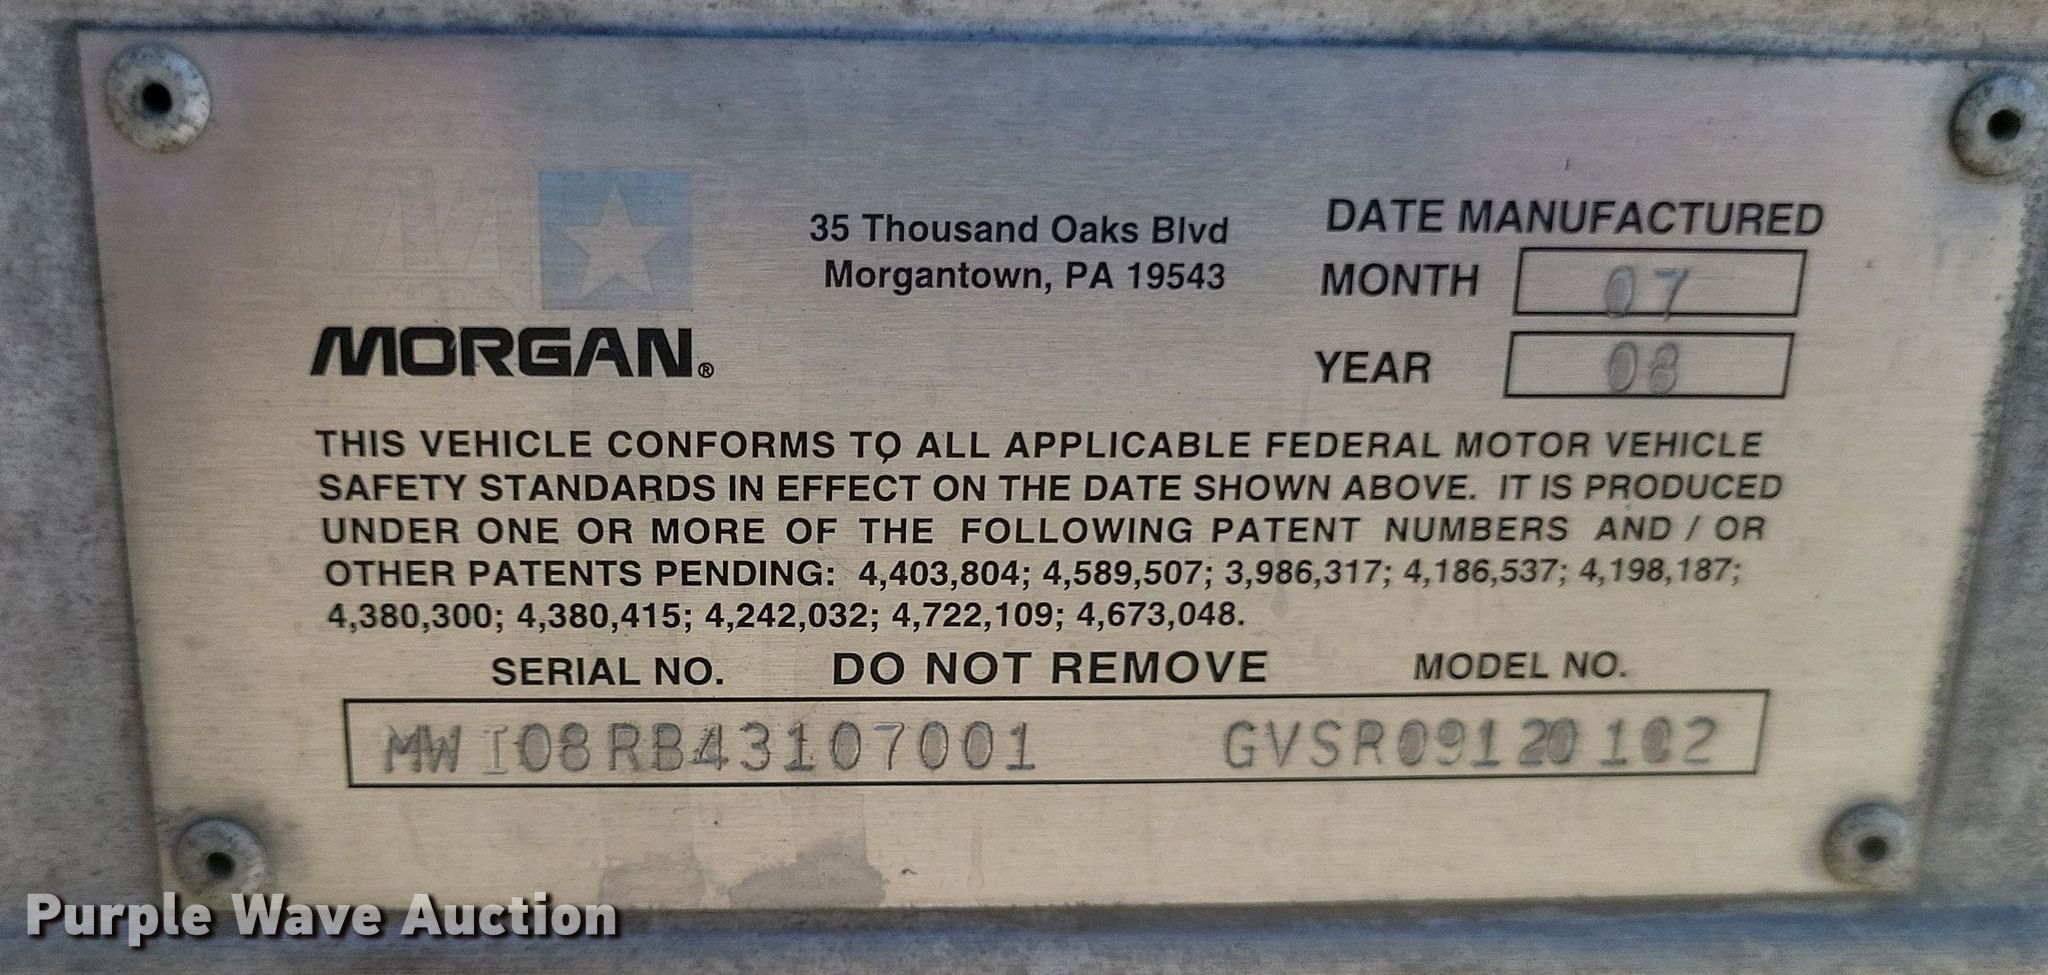 35 Thousand Oaks Blvd
Morgantown, PA 19543
DATE MANUFACTURED
MONTH 07
YEAR 08
MORGAN®
THIS VEHICLE CONFORMS TO ALL APPLICABLE FEDERAL MOTOR VEHICLE
SAFETY STANDARDS IN EFFECT ON THE DATE SHOWN ABOVE. IT IS PRODUCED
UNDER ONE OR MORE OF THE FOLLOWING PATENT NUMBERS AND / OR
OTHER PATENTS PENDING: 4,403,804; 4,589,507; 3,986,317; 4,186,537; 4,198,187;
4,380,300; 4,380,415; 4,242,032; 4,722,109; 4,673,048.
SERIAL NO. DO NOT REMOVE MODEL NO.
MWI08RB43107001 GVSR09120102
Purple Wave Auction